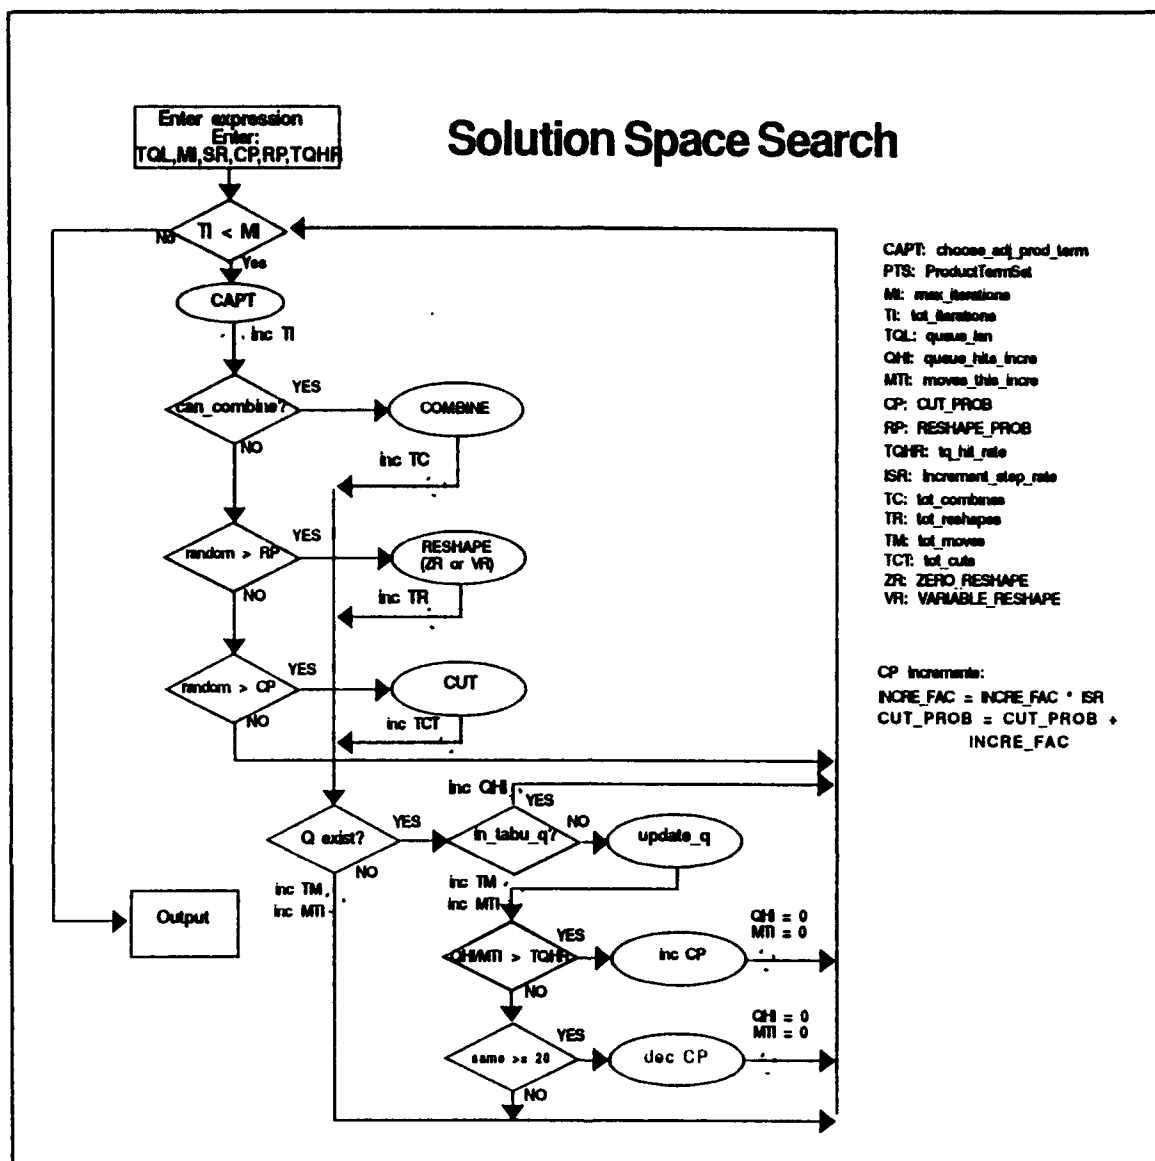 Solution Space Search
Enter expression
Enter:
TQL,MI,SR,CP,RP,TQHR
TI < MI
No
Yes
CAPT
inc TI
can_combine?
YES
NO
COMBINE
inc TC
random > RP
YES
NO
RESHAPE
(ZR or VR)
inc TR
random > CP
YES
NO
CUT
inc TCT
Q exist?
YES
NO
inc TM
inc MTI
inc QHI
in_tabu_q?
YES
NO
update_q
inc TM
inc MTI
QHI/MTI > TQHR
YES
NO
inc CP
QHI = 0
MTI = 0
same >= 20
YES
NO
dec CP
QHI = 0
MTI = 0
Output
CAPT: choose_adj_prod_term
PTS: ProductTermSet
MI: max_iterations
TI: tot_iterations
TQL: queue_len
QHI: queue_hits_incre
MTI: moves_this_incre
CP: CUT_PROB
RP: RESHAPE_PROB
TQHR: tq_hit_rate
ISR: increment_step_rate
TC: tot_combines
TR: tot_reshapes
TM: tot_moves
TCT: tot_cuts
ZR: ZERO_RESHAPE
VR: VARIABLE_RESHAPE
CP increments:
INCRE_FAC = INCRE_FAC * ISR
CUT_PROB = CUT_PROB +
INCRE_FAC